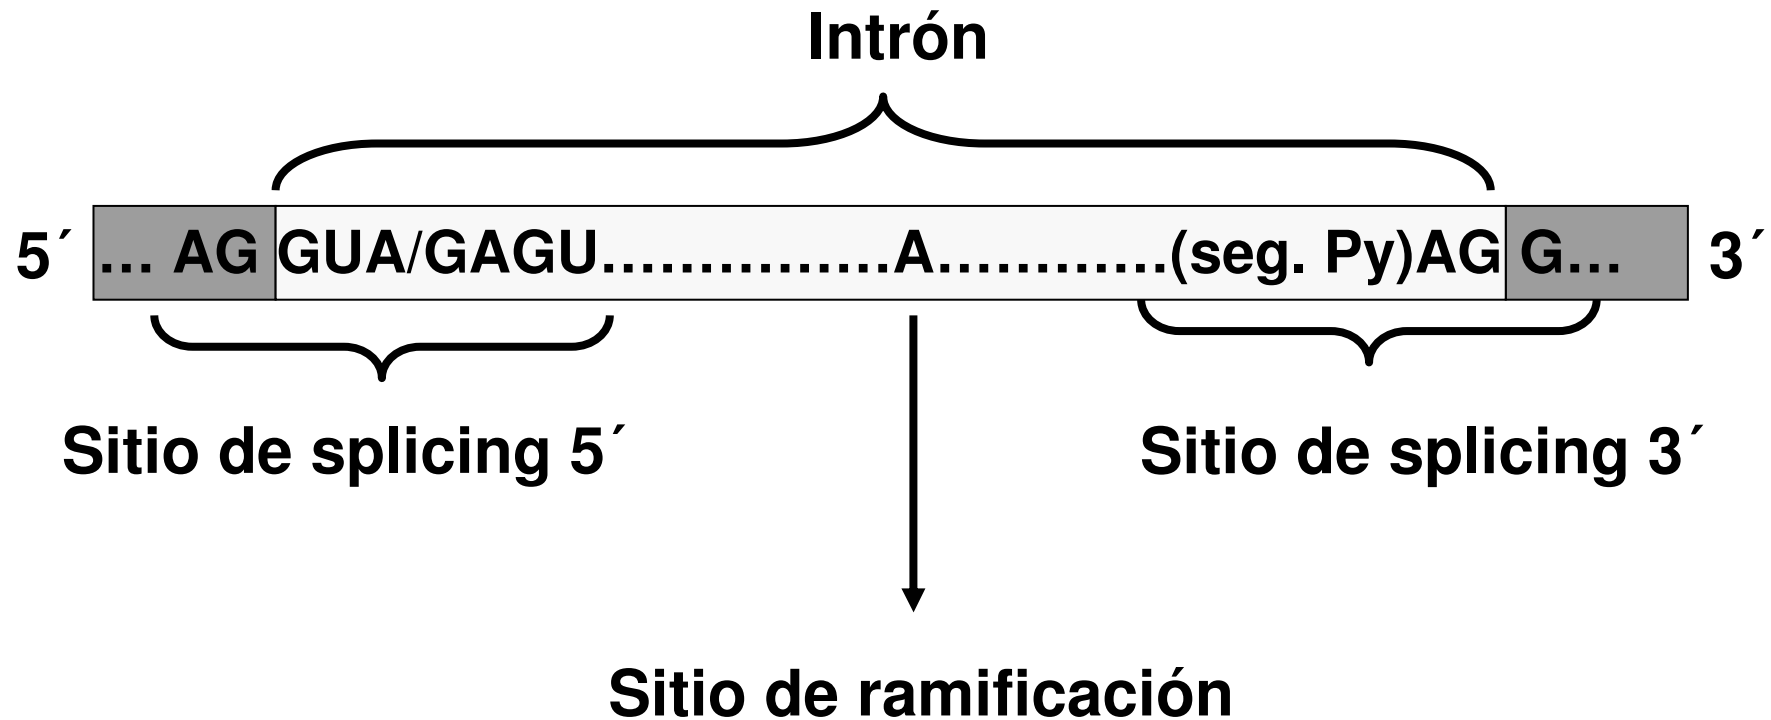 Intrón
5´ ... AG GUA/GAGU...............A............(seg. Py)AG G... 3´
Sitio de splicing 5´ Sitio de splicing 3´
Sitio de ramificación